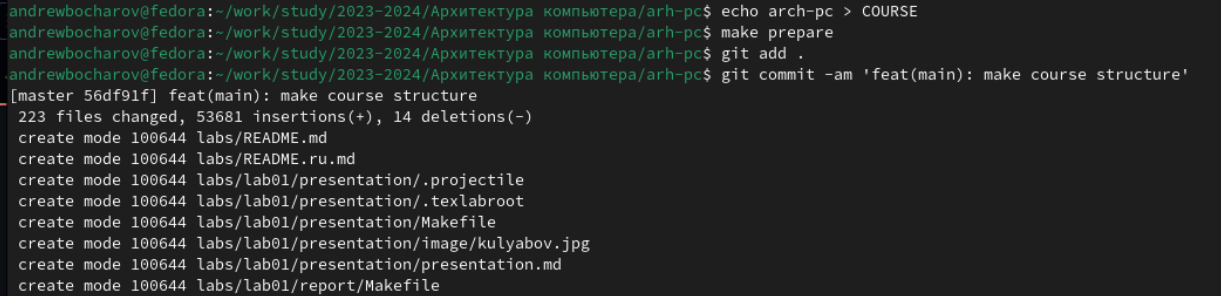 andrewbocharov@fedora:~/work/study/2023-2024/Архитектура компьютера/arh-pc$ echo arch-pc > COURSE
andrewbocharov@fedora:~/work/study/2023-2024/Архитектура компьютера/arh-pc$ make prepare
andrewbocharov@fedora:~/work/study/2023-2024/Архитектура компьютера/arh-pc$ git add .
andrewbocharov@fedora:~/work/study/2023-2024/Архитектура компьютера/arh-pc$ git commit -am 'feat(main): make course structure'
[master 56df91f] feat(main): make course structure
 223 files changed, 53681 insertions(+), 14 deletions(-)
 create mode 100644 labs/README.md
 create mode 100644 labs/README.ru.md
 create mode 100644 labs/lab01/presentation/.projectile
 create mode 100644 labs/lab01/presentation/.texlabroot
 create mode 100644 labs/lab01/presentation/Makefile
 create mode 100644 labs/lab01/presentation/image/kulyabov.jpg
 create mode 100644 labs/lab01/presentation/presentation.md
 create mode 100644 labs/lab01/report/Makefile